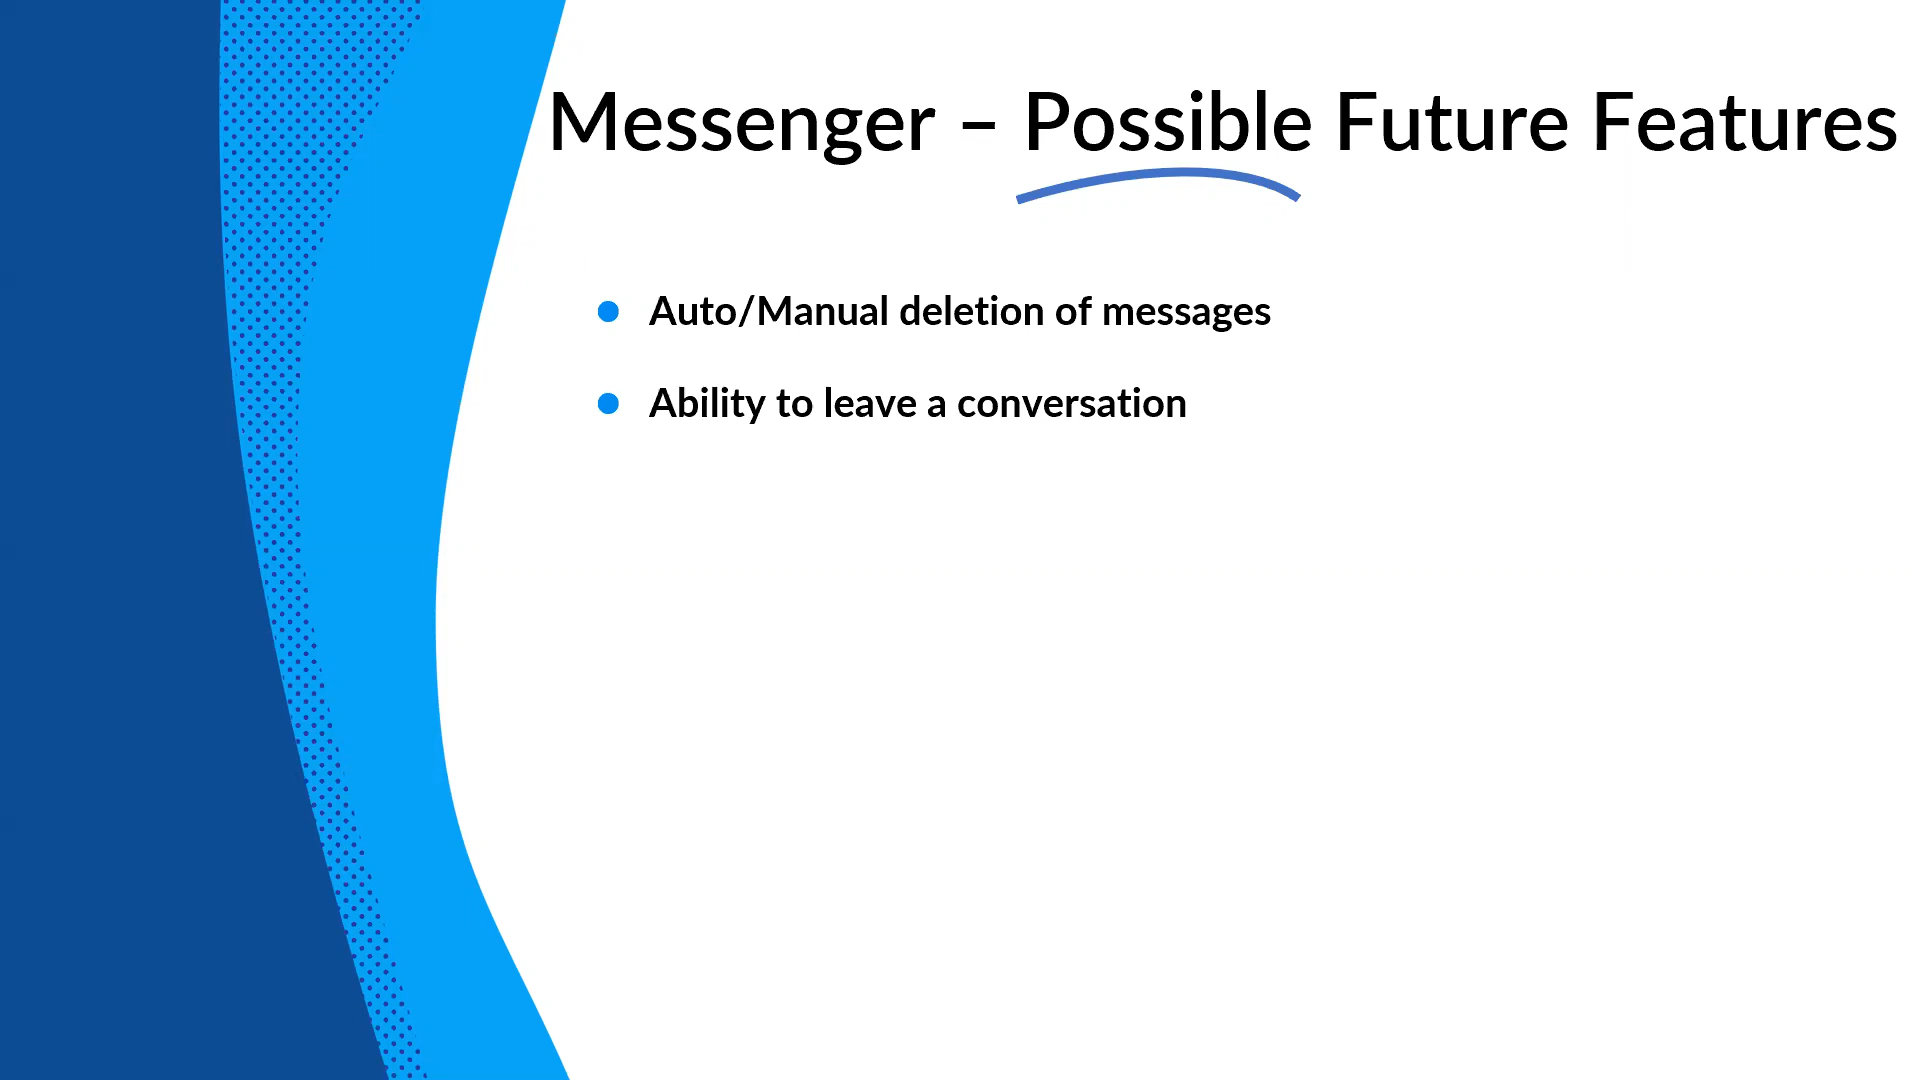 Messenger – Possible Future Features
Auto/Manual deletion of messages
Ability to leave a conversation